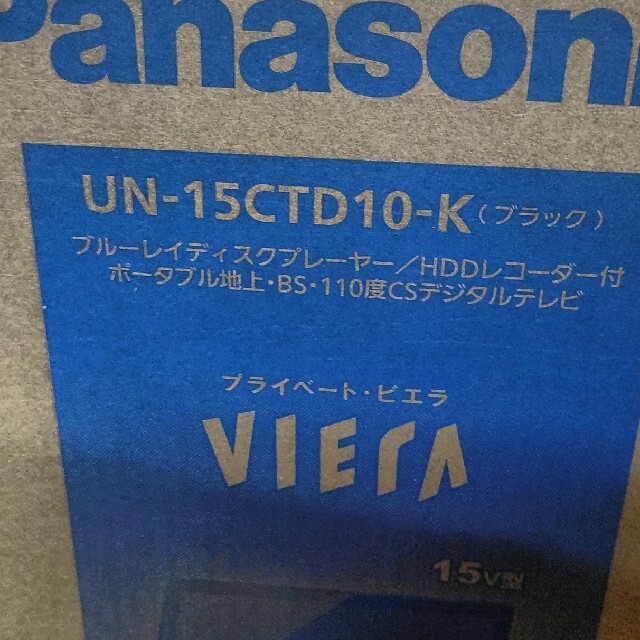 Panasoni
UN-15CTD10-K(ブラック)
ブルーレイディスクプレーヤー/HDDレコーダー付
ポータブル地上・BS・110度CSデジタルテレビ
プライベート・ビエラ
VIErA
15V型